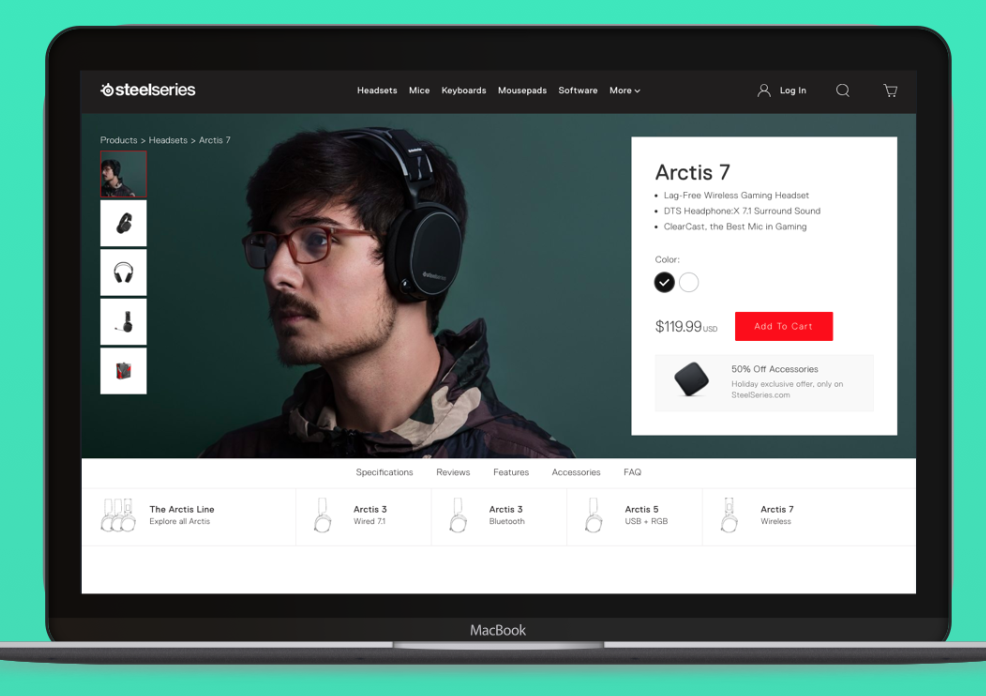 steelseries
Headsets Mice Keyboards Mousepads Software More
Log In
Products > Headsets > Arctis 7
steelseries
Arctis 7
Lag-Free Wireless Gaming Headset
DTS Headphone:X 7.1 Surround Sound
ClearCast, the Best Mic in Gaming
Color:
$119.99 USD
Add To Cart
50% Off Accessories
Holiday exclusive offer, only on
SteelSeries.com
Specifications Reviews Features Accessories FAQ
The Arctis Line
Explore all Arctis
Arctis 3
Wired 7.1
Arctis 3
Bluetooth
Arctis 5
USB + RGB
Arctis 7
Wireless
MacBook